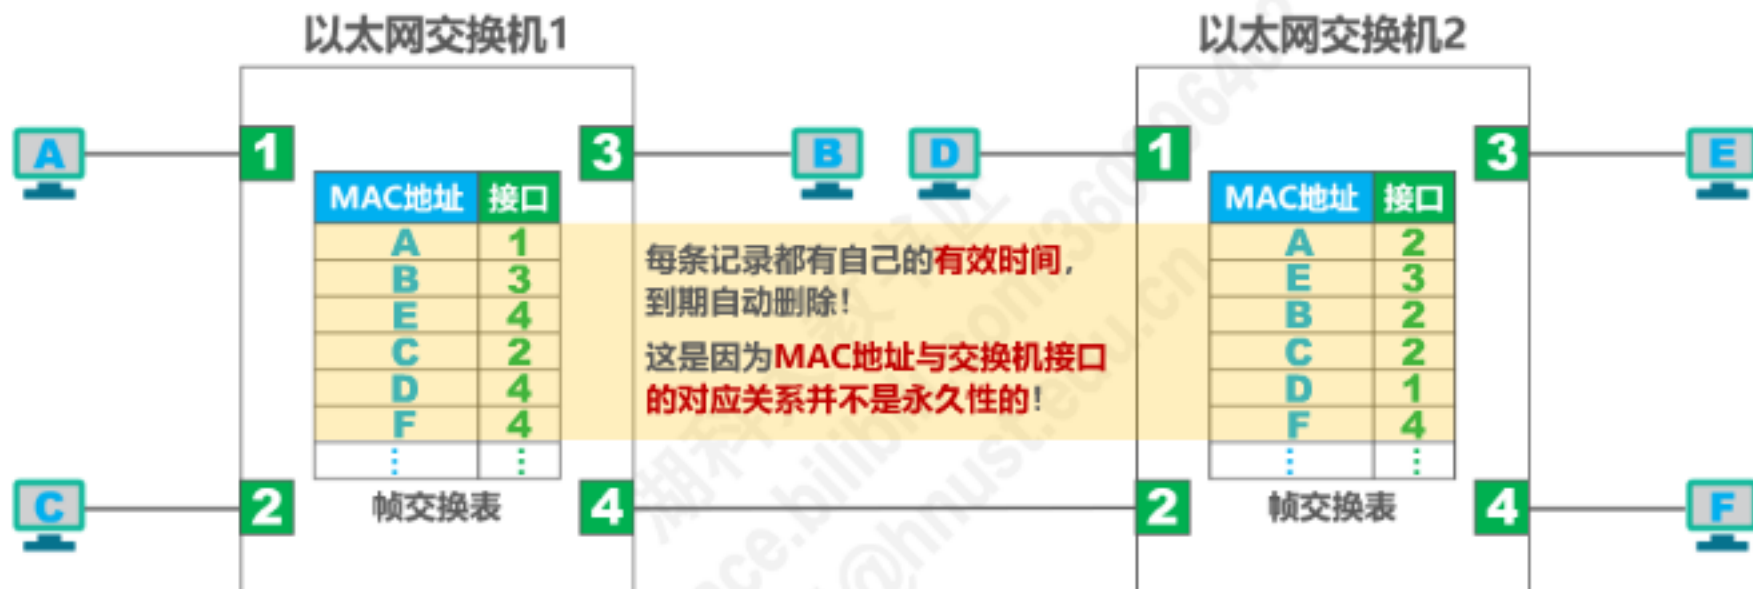 以太网交换机1
以太网交换机2
A
1
3
B
D
1
3
E
MAC地址 接口
A 1
B 3
E 4
C 2
D 4
F 4
帧交换表
每条记录都有自己的有效时间，
到期自动删除！
这是因为MAC地址与交换机接口
的对应关系并不是永久性的！
MAC地址 接口
A 2
E 3
B 2
C 2
D 1
F 4
帧交换表
C
2
4
2
4
F